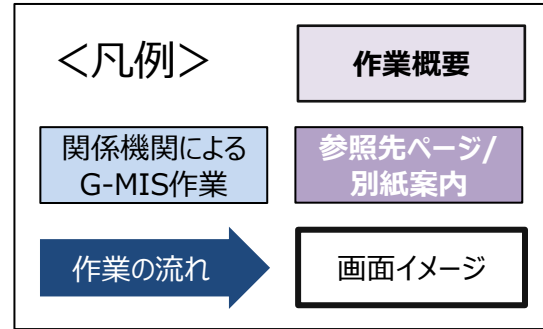 ＜凡例＞
作業概要
関係機関による
G-MIS作業
参照先ページ/
別紙案内
作業の流れ
画面イメージ